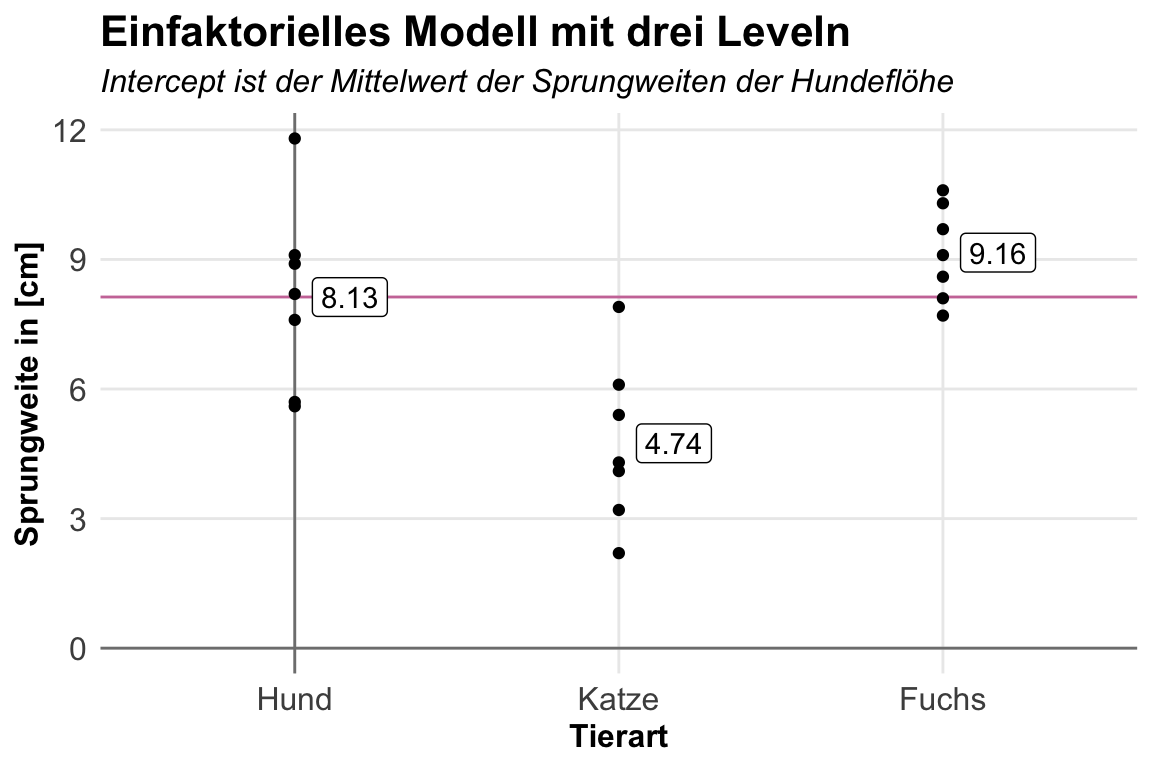 Einfaktorielles Modell mit drei Leveln
Intercept ist der Mittelwert der Sprungweiten der Hundeflöhe
Sprungweite in [cm]
12
9
6
3
0
8.13
4.74
9.16
Hund
Katze
Fuchs
Tierart